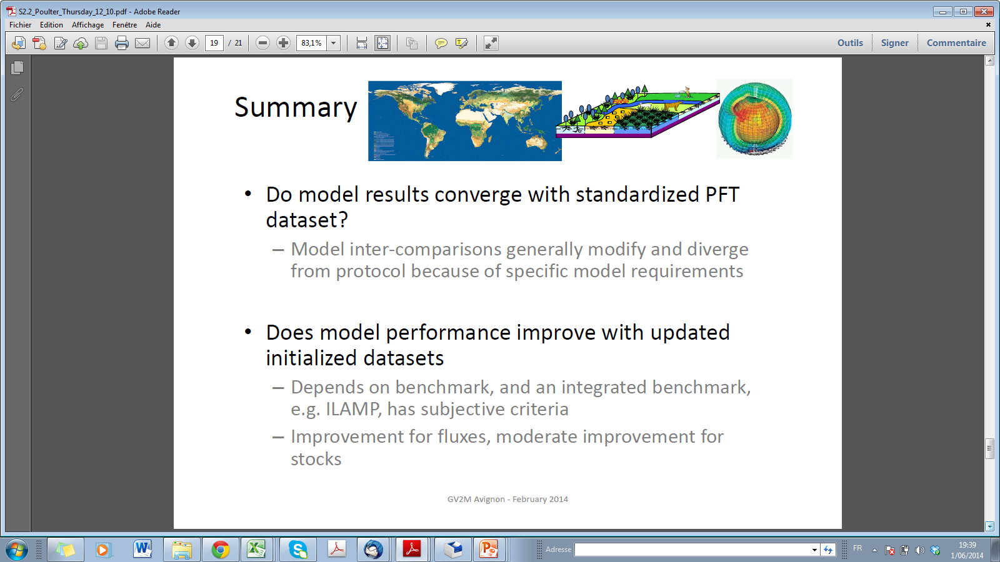 S2.2_Poulter_Thursday_12_10.pdf - Adobe Reader
Fichier Edition Affichage Fenêtre Aide
19 / 21 83,1% Outils Signer Commentaire
Summary
• Do model results converge with standardized PFT
dataset?
– Model inter-comparisons generally modify and diverge
from protocol because of specific model requirements
• Does model performance improve with updated
initialized datasets
– Depends on benchmark, and an integrated benchmark,
e.g. ILAMP, has subjective criteria
– Improvement for fluxes, moderate improvement for
stocks
GV2M Avignon - February 2014
Adresse FR 19:39
1/06/2014